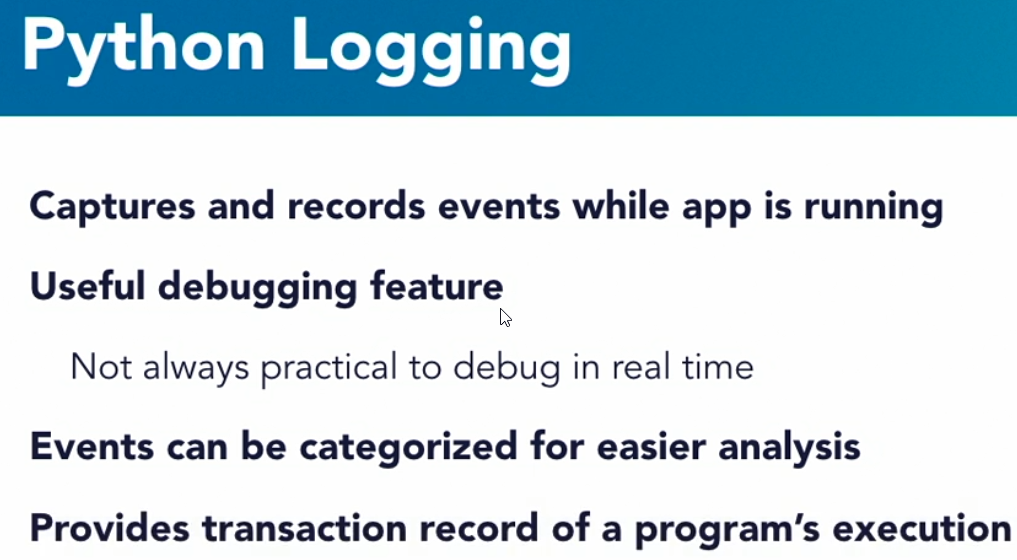 Python Logging
Captures and records events while app is running
Useful debugging feature
Not always practical to debug in real time
Events can be categorized for easier analysis
Provides transaction record of a program’s execution